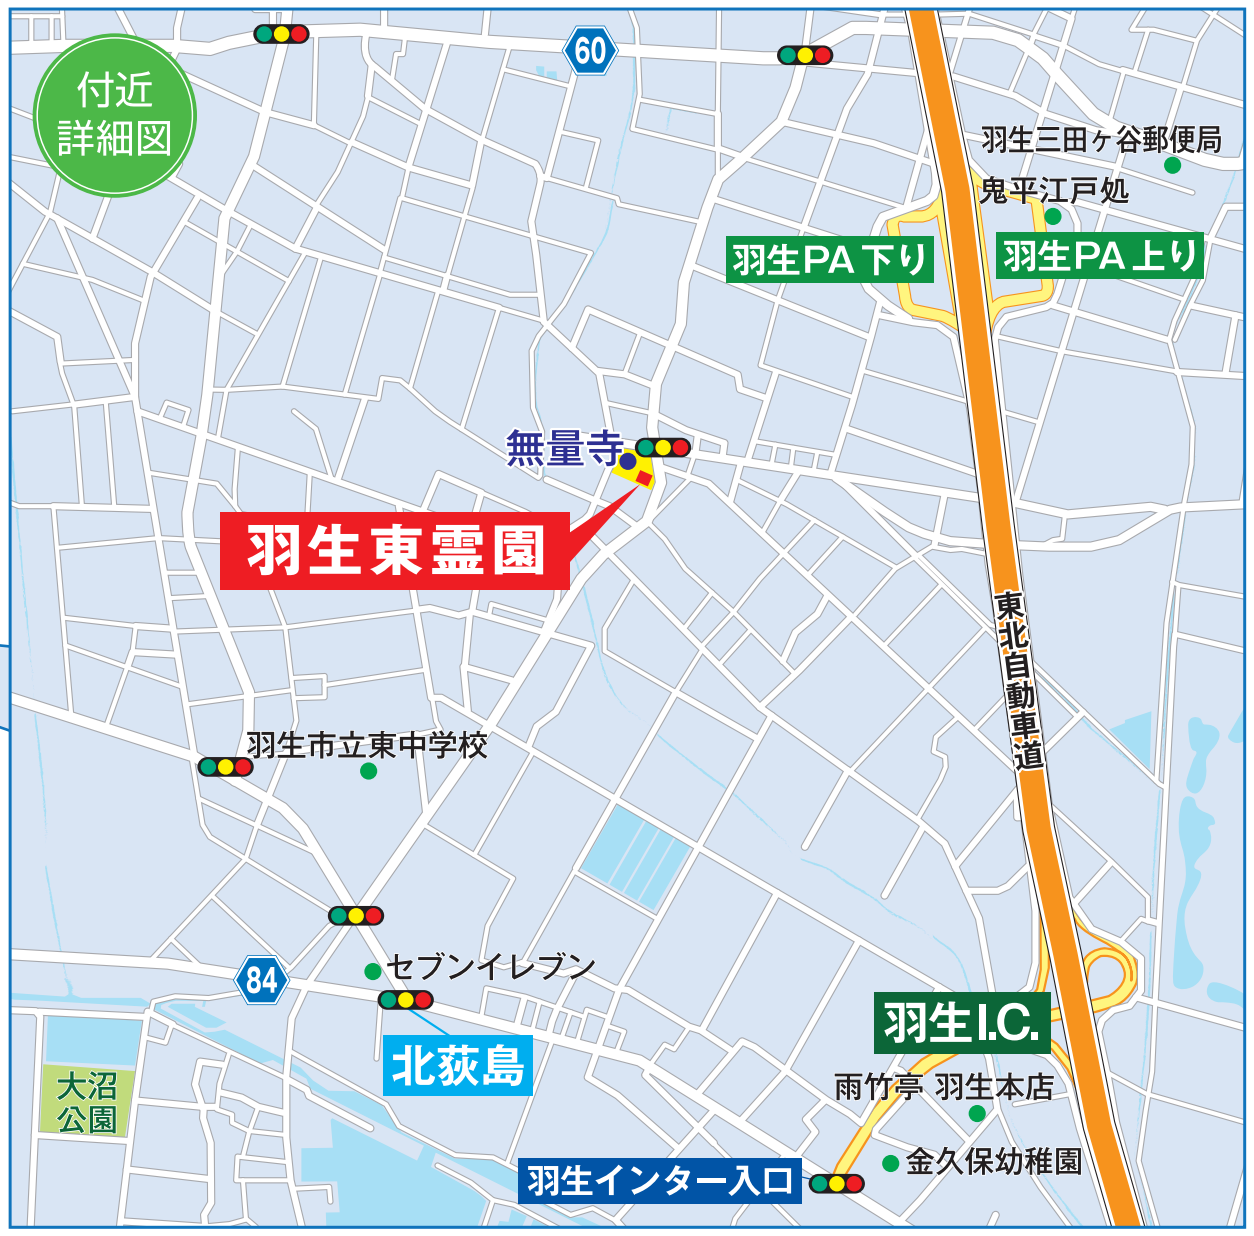 付近
詳細図
60
羽生三田ヶ谷郵便局
鬼平江戸処
羽生PA 下り
羽生PA 上り
無量寺
羽生東霊園
東北自動車道
羽生市立東中学校
セブンイレブン
84
北荻島
羽生I.C.
大沼
公園
雨竹亭 羽生本店
金久保幼稚園
羽生インター入口